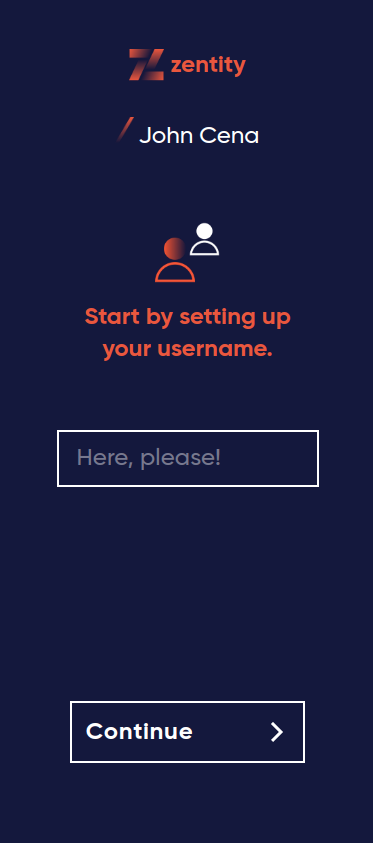 zentity
John Cena
Start by setting up
your username.
Here, please!
Continue